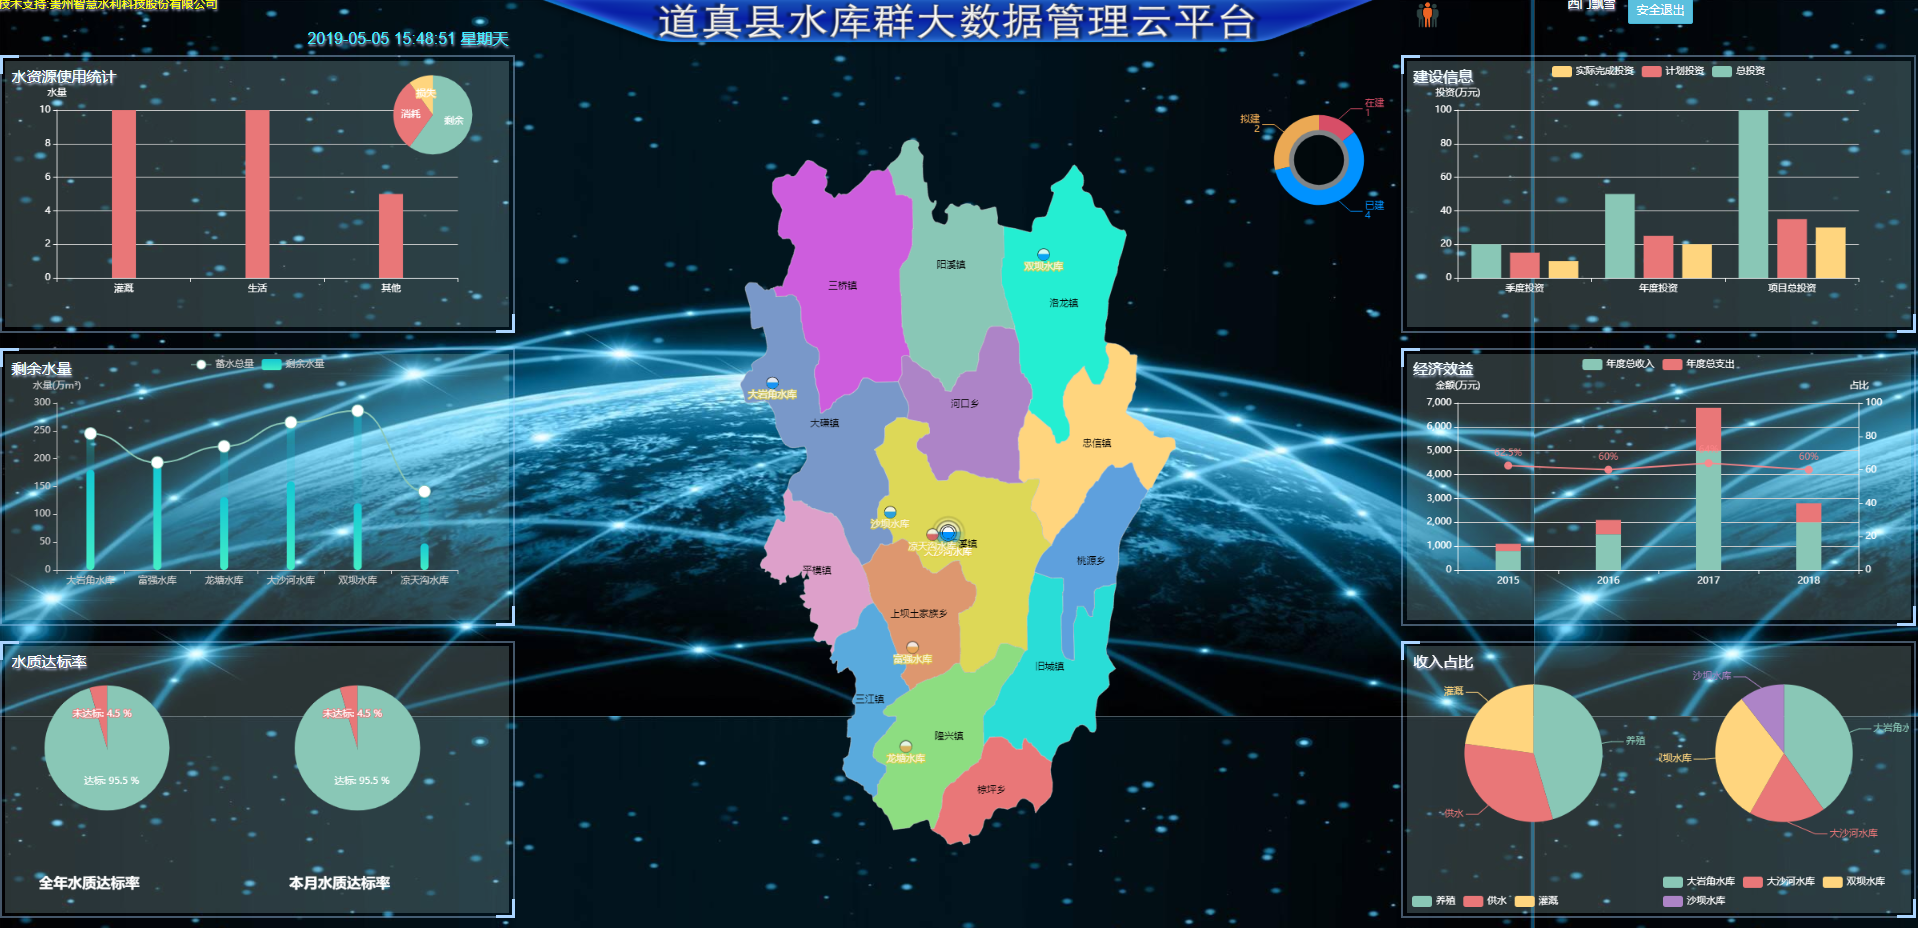 技术支持:贵州智慧水利科技股份有限公司
道真县水库群大数据管理云平台
西门飘雪
安全退出
2019-05-05 15:48:51 星期天
水资源使用统计
水量
10
8
6
4
2
0
灌溉 生活 其他
损失
消耗
剩余
剩余水量
蓄水总量 剩余水量
水量(万m³)
300
250
200
150
100
50
0
大岩角水库 富强水库 龙塘水库 大沙河水库 双坝水库 凉天沟水库
水质达标率
未达标: 4.5 %
达标: 95.5 %
未达标: 4.5 %
达标: 95.5 %
全年水质达标率 本月水质达标率
三桥镇
阳溪镇
双坝水库
洛龙镇
大岩角水库
河口乡
大磏镇
忠信镇
沙坝水库
凉天沟水库
大沙河水库
溪镇
桃源乡
平模镇
上坝土家族乡
富强水库
旧城镇
三江镇
隆兴镇
龙塘水库
棕坪乡
在建
1
拟建
2
已建
4
建设信息
实际完成投资 计划投资 总投资
投资(万元)
100
80
60
40
20
0
季度投资 年度投资 项目总投资
经济效益
年度总收入 年度总支出
金额(万元) 占比
7,000
6,000
5,000
4,000
3,000
2,000
1,000
0
100
80
60
40
20
0
62.5%
60%
60%
2015 2016 2017 2018
收入占比
灌溉
养殖
供水
沙坝水库
大岩角水
双坝水库
大沙河水库
养殖 供水 灌溉
大岩角水库 大沙河水库 双坝水库
沙坝水库